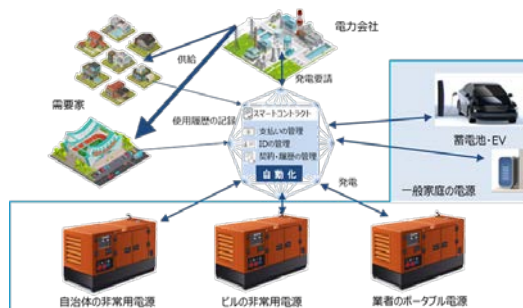 電力会社
供給
発電要請
需要家
使用履歴の記録
スマートコントラクト
支払いの管理
IDの管理
契約・履歴の管理
自動化
蓄電池・EV
一般家庭の電源
発電
自治体の非常用電源
ビルの非常用電源
業者のポータブル電源